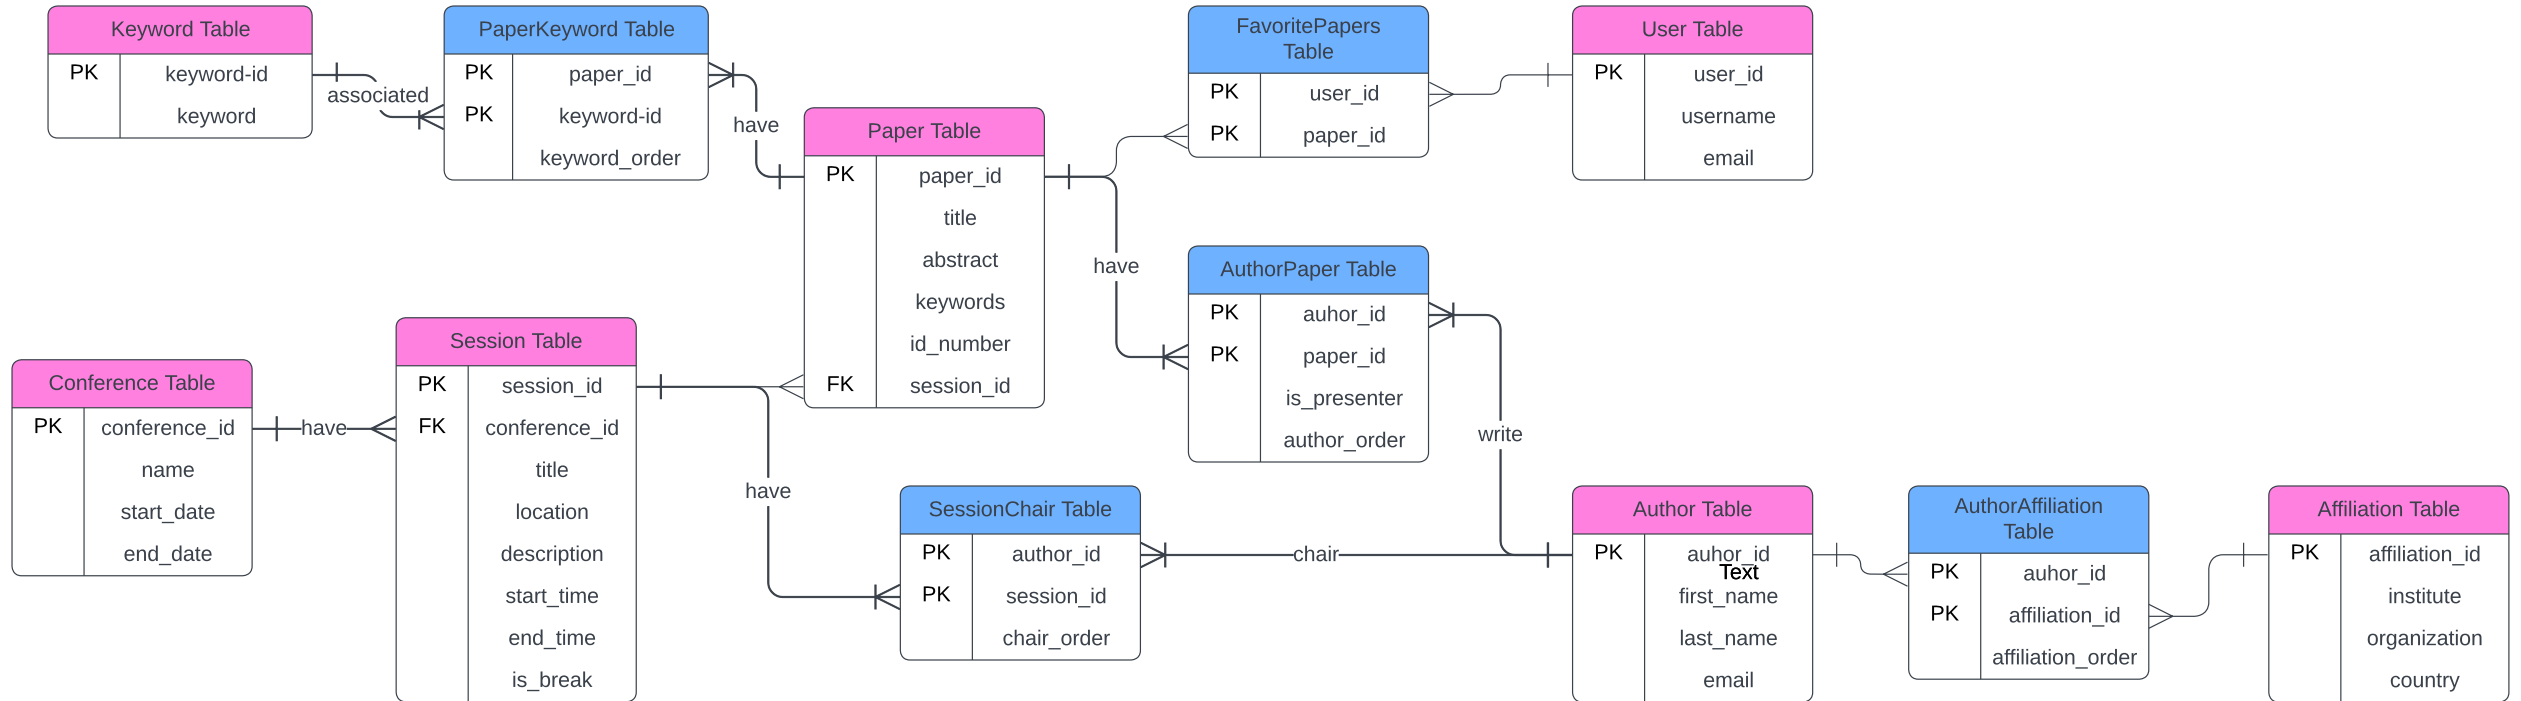 Keyword Table
PK keyword-id
keyword
associated
PaperKeyword Table
PK paper_id
PK keyword-id
keyword_order
have
Paper Table
PK paper_id
title
abstract
keywords
id_number
FK session_id
FavoritePapers
Table
PK user_id
PK paper_id
User Table
PK user_id
username
email
have
AuthorPaper Table
PK auhor_id
PK paper_id
is_presenter
author_order
write
Conference Table
PK conference_id
name
start_date
end_date
have
Session Table
PK session_id
FK conference_id
title
location
description
start_time
end_time
is_break
have
SessionChair Table
PK author_id
PK session_id
chair_order
chair
Author Table
PK auhor_id
Text
first_name
last_name
email
AuthorAffiliation
Table
PK auhor_id
PK affiliation_id
affiliation_order
Affiliation Table
PK affiliation_id
institute
organization
country